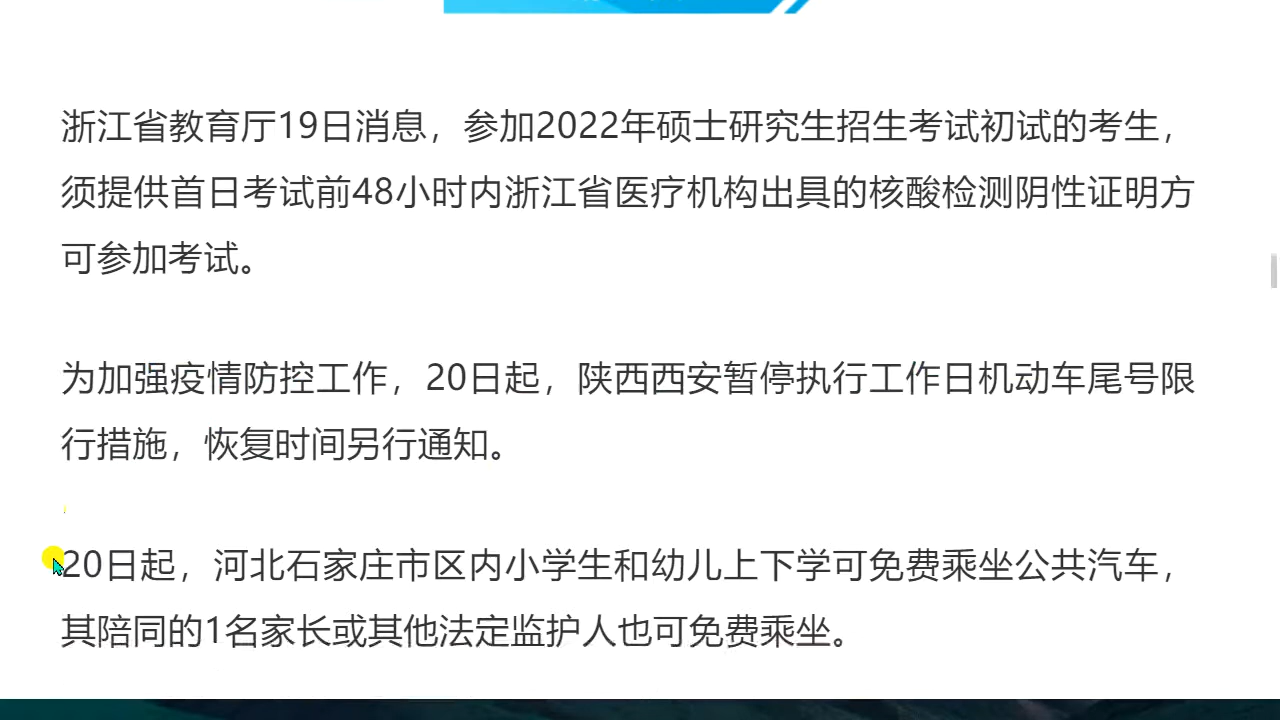 浙江省教育厅19日消息，参加2022年硕士研究生招生考试初试的考生，
须提供首日考试前48小时内浙江省医疗机构出具的核酸检测阴性证明方
可参加考试。
为加强疫情防控工作，20日起，陕西西安暂停执行工作日机动车尾号限
行措施，恢复时间另行通知。
20日起，河北石家庄市区内小学生和幼儿上下学可免费乘坐公共汽车，
其陪同的1名家长或其他法定监护人也可免费乘坐。